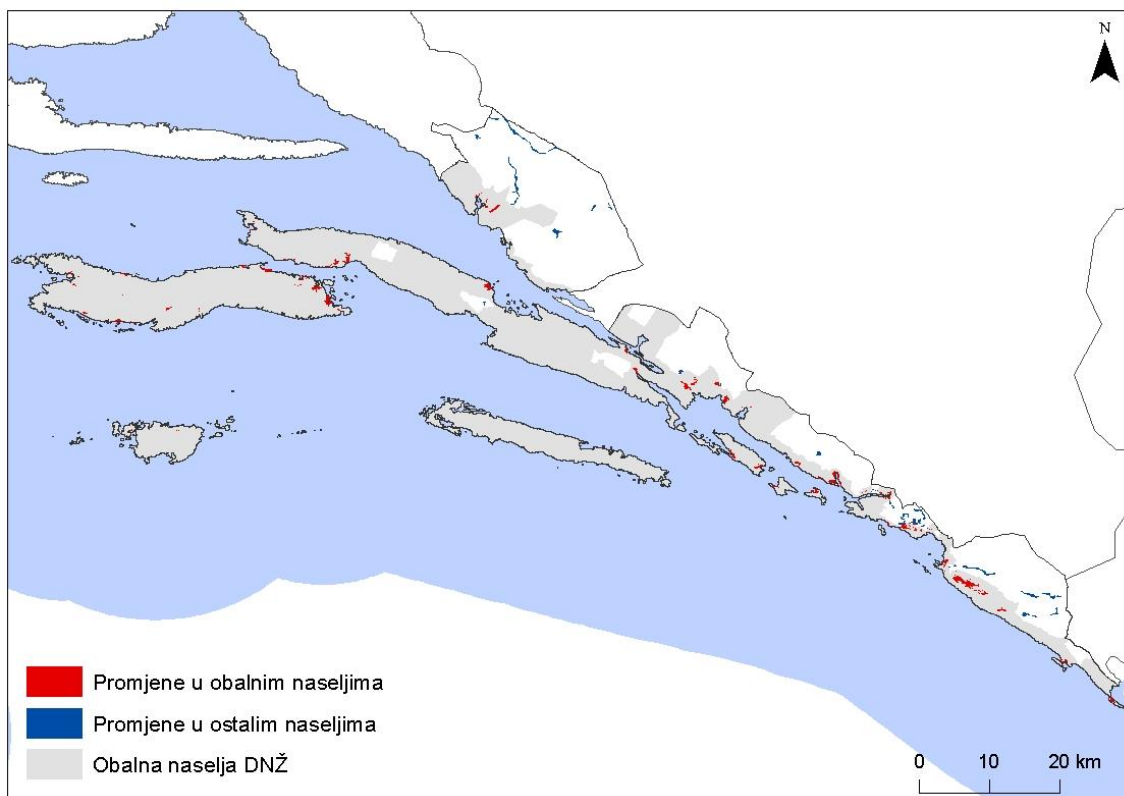 N
Promjene u obalnim naseljima
Promjene u ostalim naseljima
Obalna naselja DNŽ
0 10 20 km